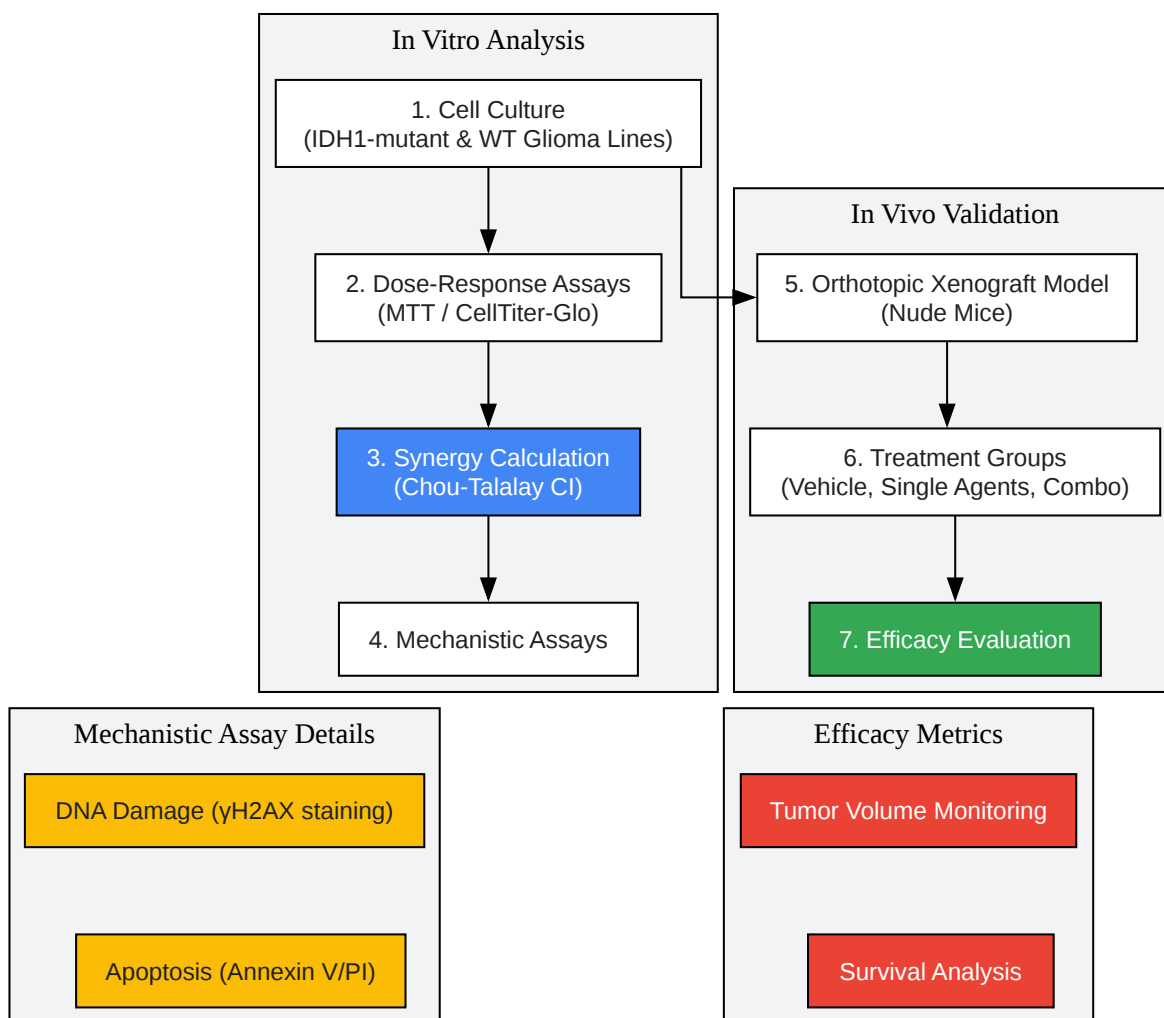 In Vitro Analysis
1. Cell Culture
(IDH1-mutant & WT Glioma Lines)
2. Dose-Response Assays
(MTT / CellTiter-Glo)
3. Synergy Calculation
(Chou-Talalay CI)
4. Mechanistic Assays
In Vivo Validation
5. Orthotopic Xenograft Model
(Nude Mice)
6. Treatment Groups
(Vehicle, Single Agents, Combo)
7. Efficacy Evaluation
Mechanistic Assay Details
DNA Damage (γH2AX staining)
Apoptosis (Annexin V/PI)
Efficacy Metrics
Tumor Volume Monitoring
Survival Analysis